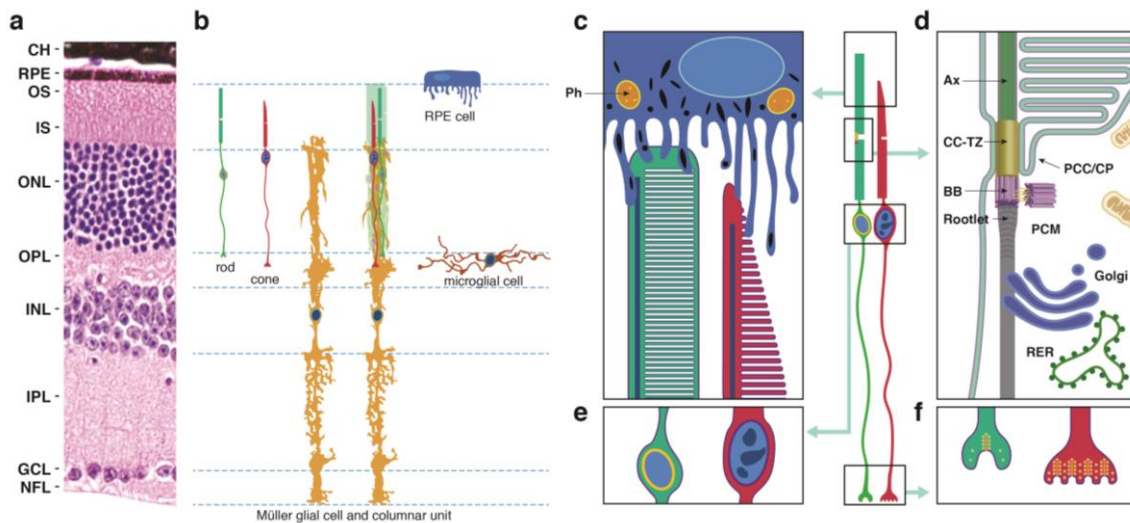 a
CH
RPE
OS
IS
ONL
OPL
INL
IPL
GCL
NFL
b
RPE cell
rod
cone
microglial cell
Müller glial cell and columnar unit
c
Ph
d
Ax
CC-TZ
PCC/CP
BB
Rootlet
PCM
Golgi
RER
e
f